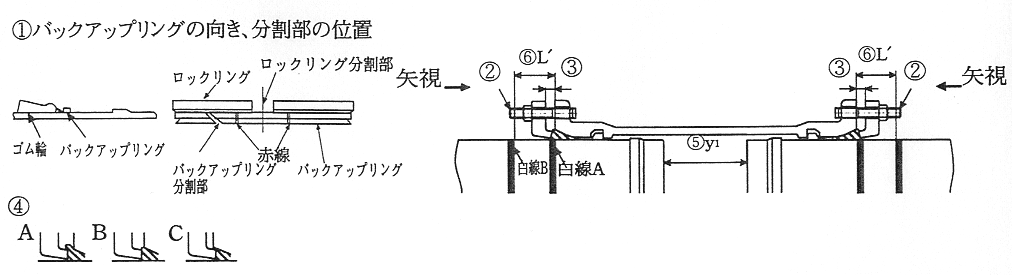 ①バックアップリングの向き、分割部の位置
ロックリング
ロックリング分割部
ゴム輪
バックアップリング
バックアップリング
分割部
赤線
バックアップリング
矢視
②
⑥L′
③
③
⑥L′
②
矢視
白線B
白線A
⑤y1
④
A
B
C